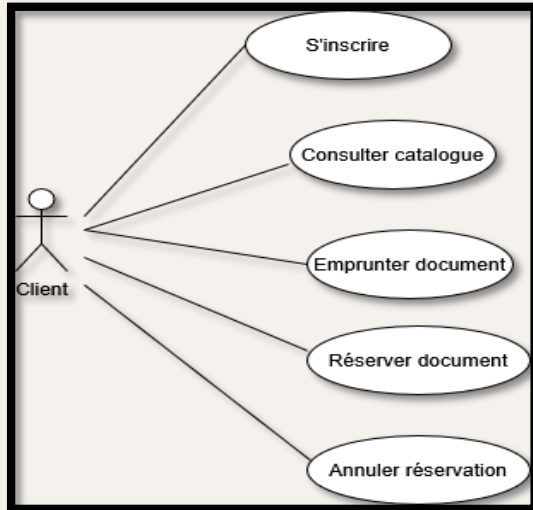 S'inscrire
Consulter catalogue
Emprunter document
Client
Réserver document
Annuler réservation